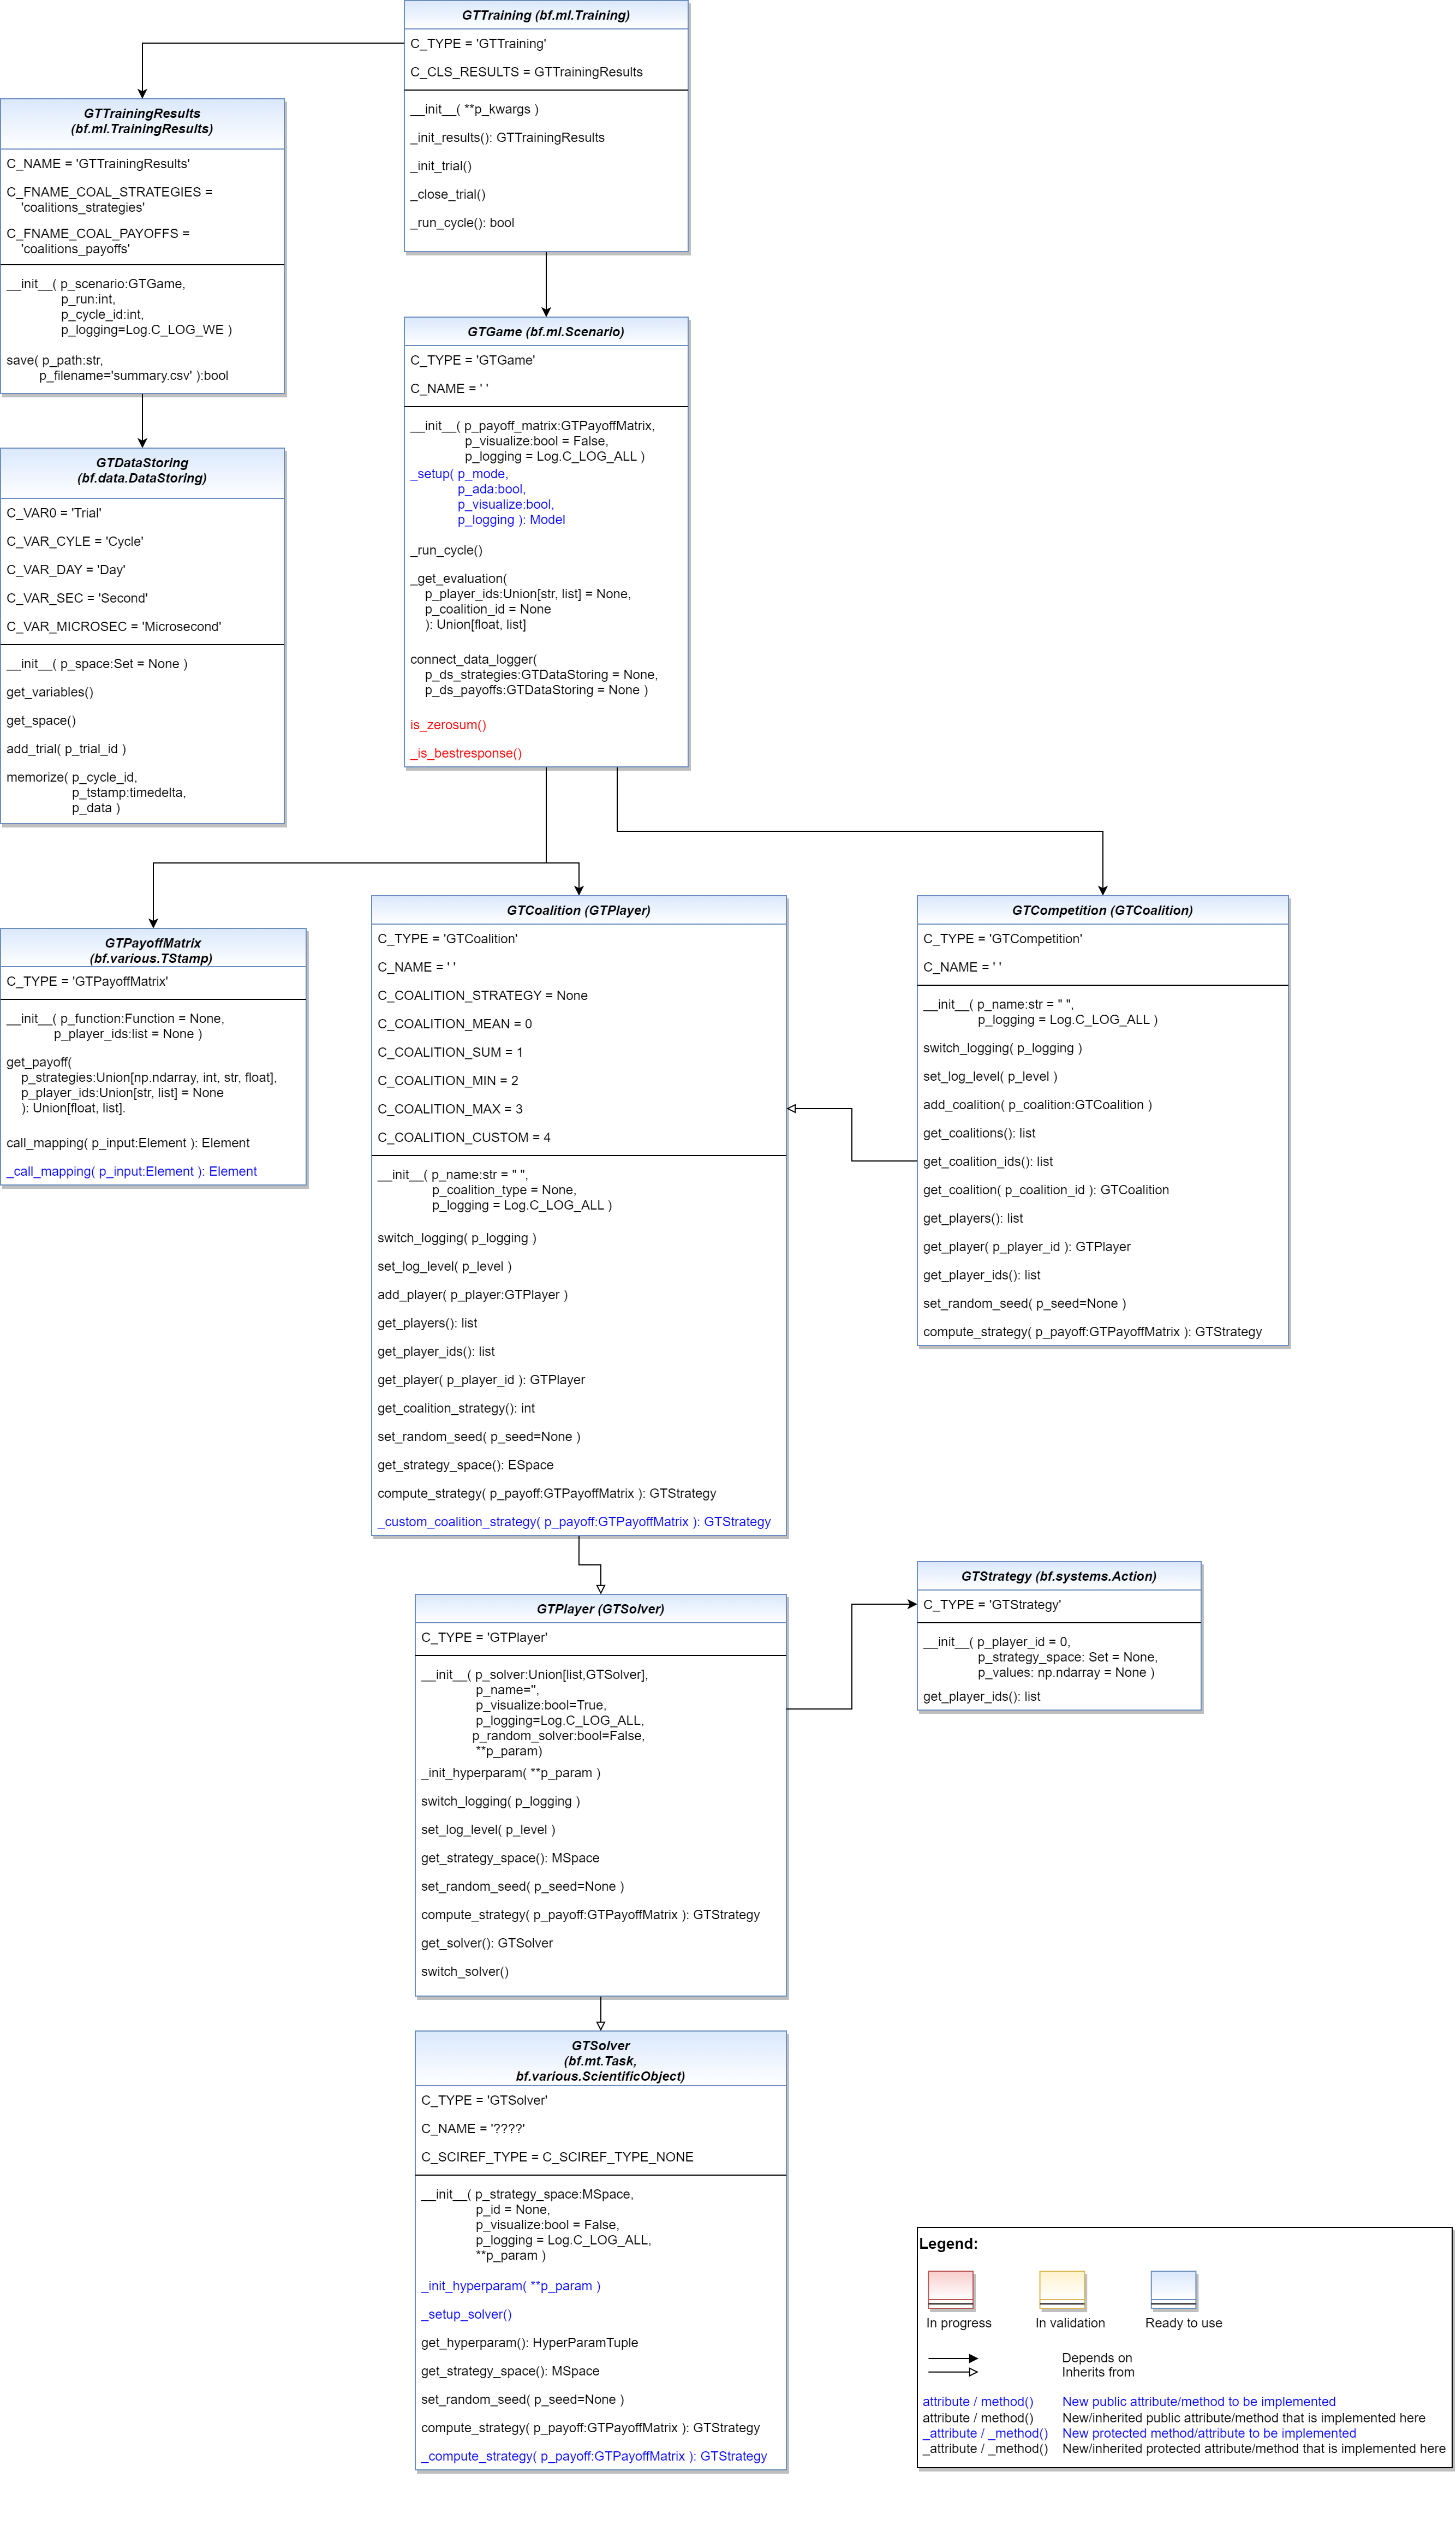 GTTraining (bf.ml.Training)
C_TYPE = 'GTTraining'
C_CLS_RESULTS = GTTrainingResults
__init__( **p_kwargs )
_init_results(): GTTrainingResults
_init_trial()
_close_trial()
_run_cycle(): bool
GTTrainingResults
(bf.ml.TrainingResults)
C_NAME = 'GTTrainingResults'
C_FNAME_COAL_STRATEGIES =
'coalitions_strategies'
C_FNAME_COAL_PAYOFFS =
'coalitions_payoffs'
__init__( p_scenario:GTGame,
p_run:int,
p_cycle_id:int,
p_logging=Log.C_LOG_WE )
save( p_path:str,
p_filename='summary.csv' ):bool
GTDataStoring
(bf.data.DataStoring)
C_VAR0 = 'Trial'
C_VAR_CYLE = 'Cycle'
C_VAR_DAY = 'Day'
C_VAR_SEC = 'Second'
C_VAR_MICROSEC = 'Microsecond'
__init__( p_space:Set = None )
get_variables()
get_space()
add_trial( p_trial_id )
memorize( p_cycle_id,
p_tstamp:timedelta,
p_data )
GTGame (bf.ml.Scenario)
C_TYPE = 'GTGame'
C_NAME = ' '
__init__( p_payoff_matrix:GTPayoffMatrix,
p_visualize:bool = False,
p_logging = Log.C_LOG_ALL )
_setup( p_mode,
p_ada:bool,
p_visualize:bool,
p_logging ): Model
_run_cycle()
_get_evaluation(
p_player_ids:Union[str, list] = None,
p_coalition_id = None
): Union[float, list]
connect_data_logger(
p_ds_strategies:GTDataStoring = None,
p_ds_payoffs:GTDataStoring = None )
is_zerosum()
_is_bestresponse()
GTPayoffMatrix
(bf.various.TStamp)
C_TYPE = 'GTPayoffMatrix'
__init__( p_function:Function = None,
p_player_ids:list = None )
get_payoff(
p_strategies:Union[np.ndarray, int, str, float],
p_player_ids:Union[str, list] = None
): Union[float, list].
call_mapping( p_input:Element ): Element
_call_mapping( p_input:Element ): Element
GTCoalition (GTPlayer)
C_TYPE = 'GTCoalition'
C_NAME = ' '
C_COALITION_STRATEGY = None
C_COALITION_MEAN = 0
C_COALITION_SUM = 1
C_COALITION_MIN = 2
C_COALITION_MAX = 3
C_COALITION_CUSTOM = 4
__init__( p_name:str = " ",
p_coalition_type = None,
p_logging = Log.C_LOG_ALL )
switch_logging( p_logging )
set_log_level( p_level )
add_player( p_player:GTPlayer )
get_players(): list
get_player_ids(): list
get_player( p_player_id ): GTPlayer
get_coalition_strategy(): int
set_random_seed( p_seed=None )
get_strategy_space(): ESpace
compute_strategy( p_payoff:GTPayoffMatrix ): GTStrategy
_custom_coalition_strategy( p_payoff:GTPayoffMatrix ): GTStrategy
GTCompetition (GTCoalition)
C_TYPE = 'GTCompetition'
C_NAME = ' '
__init__( p_name:str = " ",
p_logging = Log.C_LOG_ALL )
switch_logging( p_logging )
set_log_level( p_level )
add_coalition( p_coalition:GTCoalition )
get_coalitions(): list
get_coalition_ids(): list
get_coalition( p_coalition_id ): GTCoalition
get_players(): list
get_player( p_player_id ): GTPlayer
get_player_ids(): list
set_random_seed( p_seed=None )
compute_strategy( p_payoff:GTPayoffMatrix ): GTStrategy
GTPlayer (GTSolver)
C_TYPE = 'GTPlayer'
__init__( p_solver:Union[list,GTSolver],
p_name='',
p_visualize:bool=True,
p_logging=Log.C_LOG_ALL,
p_random_solver:bool=False,
**p_param)
_init_hyperparam( **p_param )
switch_logging( p_logging )
set_log_level( p_level )
get_strategy_space(): MSpace
set_random_seed( p_seed=None )
compute_strategy( p_payoff:GTPayoffMatrix ): GTStrategy
get_solver(): GTSolver
switch_solver()
GTStrategy (bf.systems.Action)
C_TYPE = 'GTStrategy'
__init__( p_player_id = 0,
p_strategy_space: Set = None,
p_values: np.ndarray = None )
get_player_ids(): list
GTSolver
(bf.mt.Task,
bf.various.ScientificObject)
C_TYPE = 'GTSolver'
C_NAME = '????'
C_SCIREF_TYPE = C_SCIREF_TYPE_NONE
__init__( p_strategy_space:MSpace,
p_id = None,
p_visualize:bool = False,
p_logging = Log.C_LOG_ALL,
**p_param )
_init_hyperparam( **p_param )
_setup_solver()
get_hyperparam(): HyperParamTuple
get_strategy_space(): MSpace
set_random_seed( p_seed=None )
compute_strategy( p_payoff:GTPayoffMatrix ): GTStrategy
_compute_strategy( p_payoff:GTPayoffMatrix ): GTStrategy
Legend:
In progress In validation Ready to use
Depends on
Inherits from
attribute / method() New public attribute/method to be implemented
attribute / method() New/inherited public attribute/method that is implemented here
_attribute / _method() New protected method/attribute to be implemented
_attribute / _method() New/inherited protected attribute/method that is implemented here